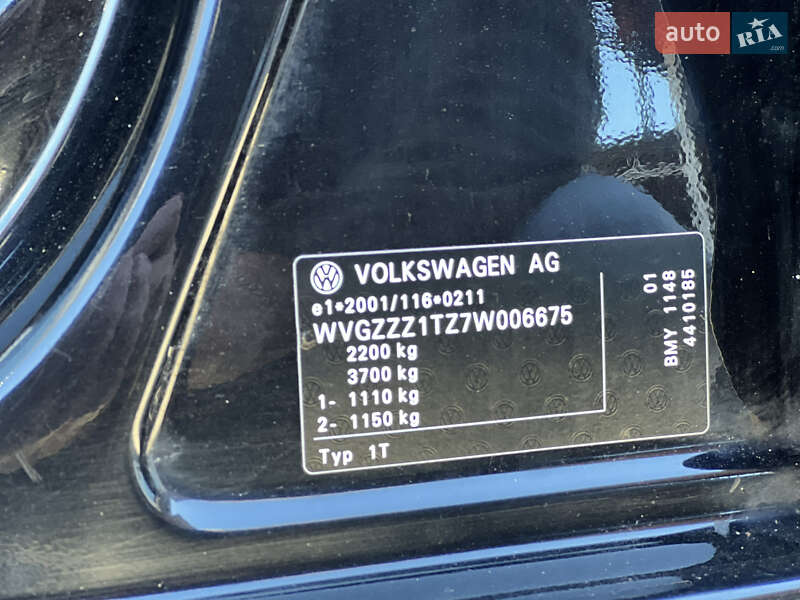 auto RIA
.com
VOLKSWAGEN AG
e1*2001/116*0211
WVGZZZ1TZ7W006675
2200 kg
3700 kg
1- 1110 kg
2- 1150 kg
Typ 1T
01
BMY 1148
4410185